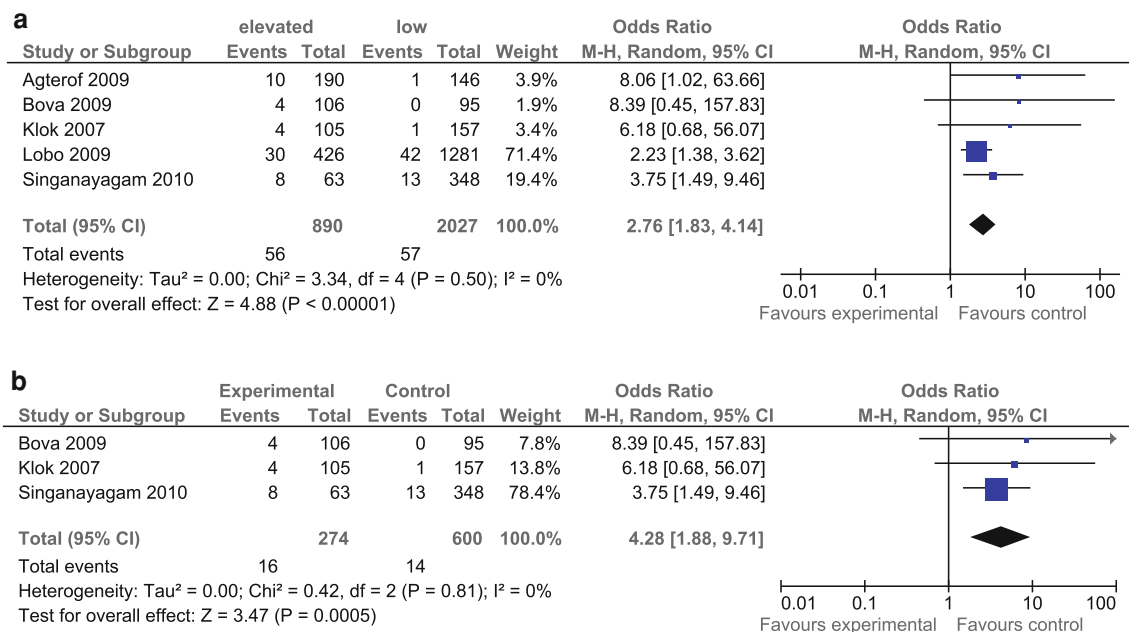 a
elevated low Odds Ratio Odds Ratio
Study or Subgroup Events Total Events Total Weight M-H, Random, 95% CI M-H, Random, 95% CI
Agterof 2009 10 190 1 146 3.9% 8.06 [1.02, 63.66]
Bova 2009 4 106 0 95 1.9% 8.39 [0.45, 157.83]
Klok 2007 4 105 1 157 3.4% 6.18 [0.68, 56.07]
Lobo 2009 30 426 42 1281 71.4% 2.23 [1.38, 3.62]
Singanayagam 2010 8 63 13 348 19.4% 3.75 [1.49, 9.46]
Total (95% CI) 890 2027 100.0% 2.76 [1.83, 4.14]
Total events 56 57
Heterogeneity: Tau² = 0.00; Chi² = 3.34, df = 4 (P = 0.50); I² = 0%
Test for overall effect: Z = 4.88 (P < 0.00001)
0.01 0.1 1 10 100
Favours experimental Favours control
b
Experimental Control Odds Ratio Odds Ratio
Study or Subgroup Events Total Events Total Weight M-H, Random, 95% CI M-H, Random, 95% CI
Bova 2009 4 106 0 95 7.8% 8.39 [0.45, 157.83]
Klok 2007 4 105 1 157 13.8% 6.18 [0.68, 56.07]
Singanayagam 2010 8 63 13 348 78.4% 3.75 [1.49, 9.46]
Total (95% CI) 274 600 100.0% 4.28 [1.88, 9.71]
Total events 16 14
Heterogeneity: Tau² = 0.00; Chi² = 0.42, df = 2 (P = 0.81); I² = 0%
Test for overall effect: Z = 3.47 (P = 0.0005)
0.01 0.1 1 10 100
Favours experimental Favours control